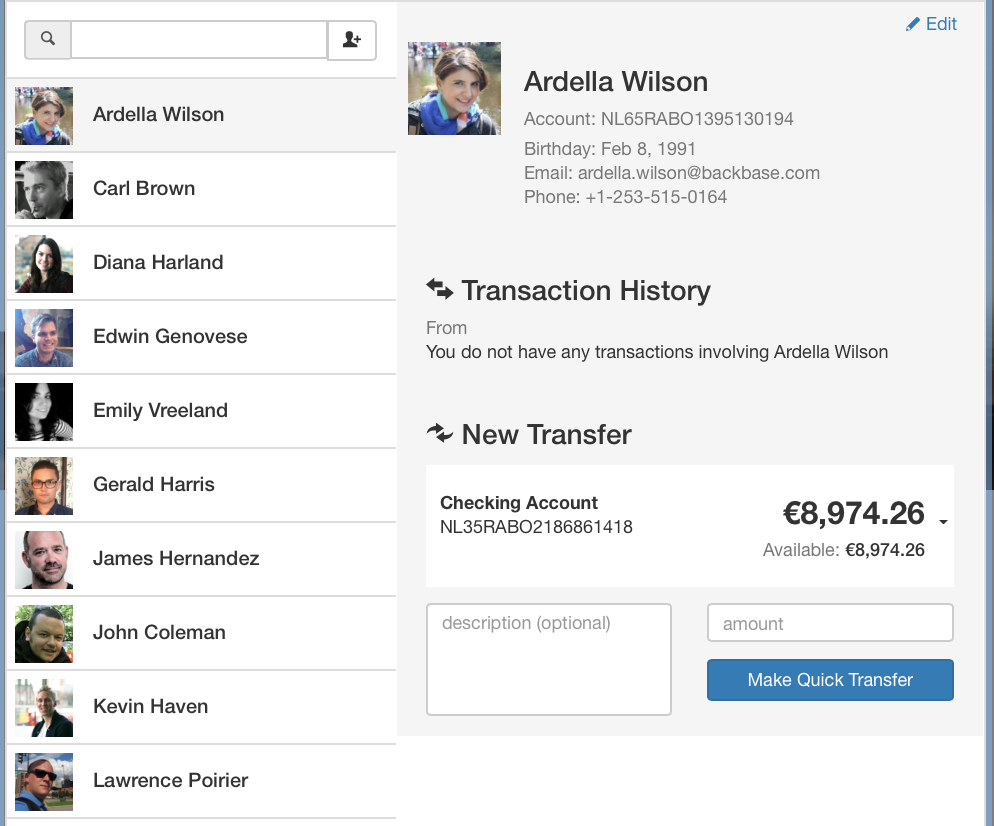 Ardella Wilson
Carl Brown
Diana Harland
Edwin Genovese
Emily Vreeland
Gerald Harris
James Hernandez
John Coleman
Kevin Haven
Lawrence Poirier
Edit
Ardella Wilson
Account: NL65RABO1395130194
Birthday: Feb 8, 1991
Email: ardella.wilson@backbase.com
Phone: +1-253-515-0164
Transaction History
From
You do not have any transactions involving Ardella Wilson
New Transfer
Checking Account
NL35RABO2186861418
€8,974.26
Available: €8,974.26
description (optional)
amount
Make Quick Transfer